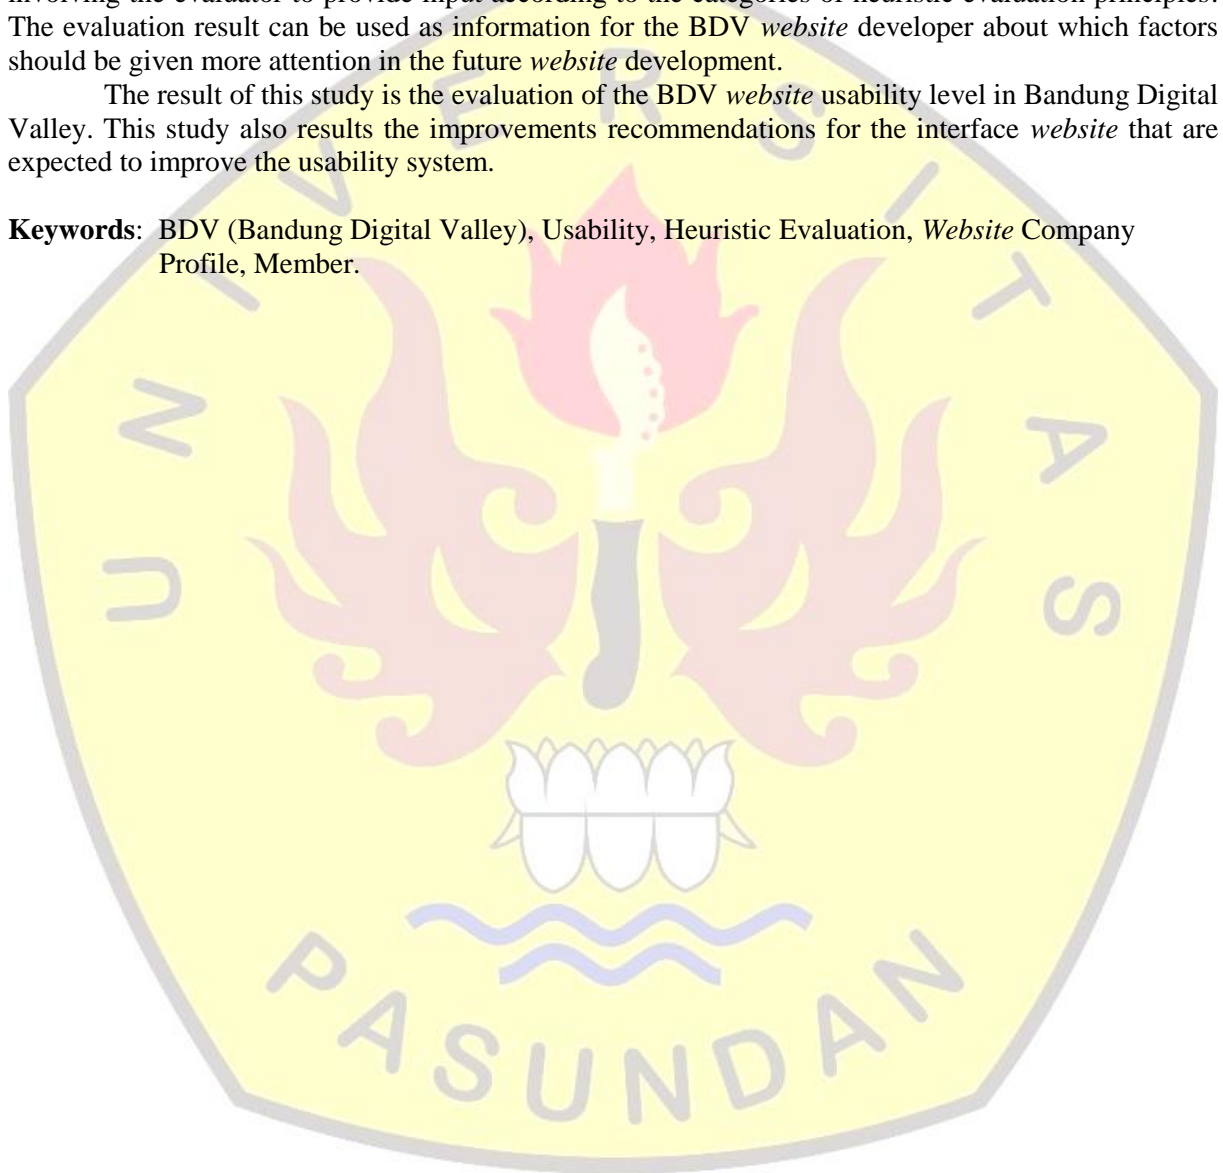 involving the evaluator to provide input according to the categories of heuristic evaluation principles.
The evaluation result can be used as information for the BDV website developer about which factors
should be given more attention in the future website development.
The result of this study is the evaluation of the BDV website usability level in Bandung Digital
Valley. This study also results the improvements recommendations for the interface website that are
expected to improve the usability system.
Keywords: BDV (Bandung Digital Valley), Usability, Heuristic Evaluation, Website Company
Profile, Member.
UNIVERSITAS
PASUNDAN